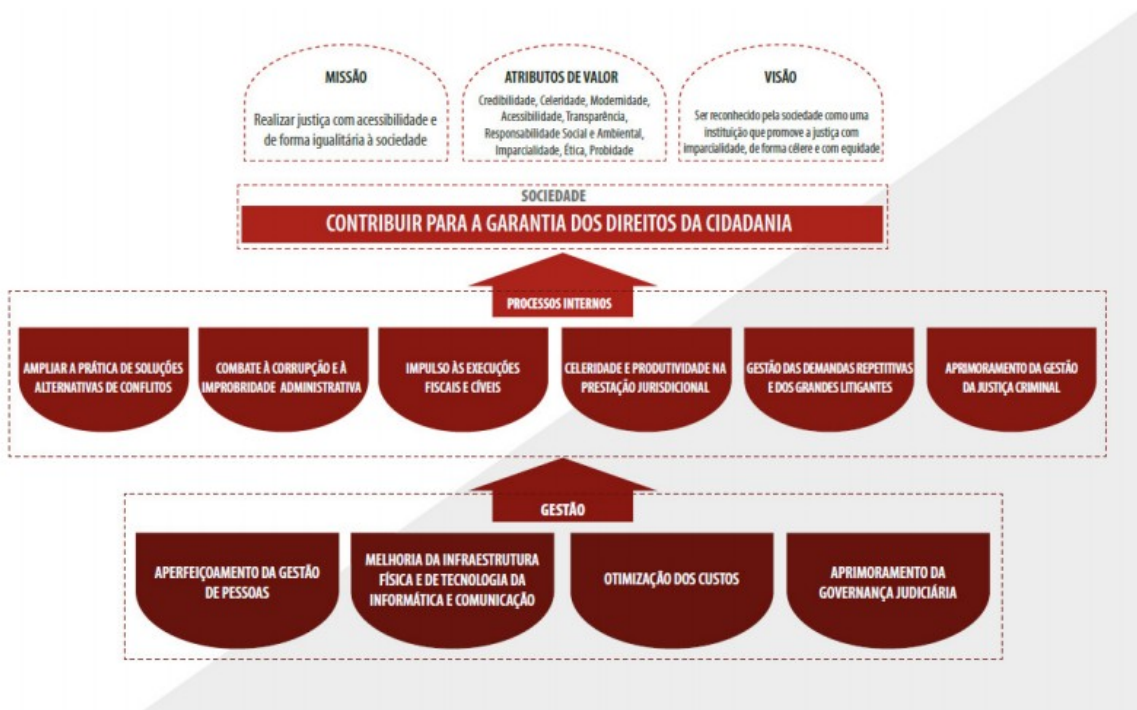 MISSÃO
Realizar justiça com acessibilidade e
de forma igualitária à sociedade
ATRIBUTOS DE VALOR
Credibilidade, Celeridade, Modernidade,
Acessibilidade, Transparência,
Responsabilidade Social e Ambiental,
Imparcialidade, Ética, Probidade
VISÃO
Ser reconhecido pela sociedade como uma
instituição que promove a justiça com
imparcialidade, de forma célere e com equidade
SOCIEDADE
CONTRIBUIR PARA A GARANTIA DOS DIREITOS DA CIDADANIA
PROCESSOS INTERNOS
AMPLIAR A PRÁTICA DE SOLUÇÕES
ALTERNATIVAS DE CONFLITOS
COMBATE À CORRUPÇÃO E À
IMPROBRIDADE ADMINISTRATIVA
IMPULSO ÀS EXECUÇÕES
FISCAIS E CÍVEIS
CELERIDADE E PRODUTIVIDADE NA
PRESTAÇÃO JURISDICIONAL
GESTÃO DAS DEMANDAS REPETITIVAS
E DOS GRANDES LITIGANTES
APRIMORAMENTO DA GESTÃO
DA JUSTIÇA CRIMINAL
GESTÃO
APERFEIÇOAMENTO DA GESTÃO
DE PESSOAS
MELHORIA DA INFRAESTRUTURA
FÍSICA E DE TECNOLOGIA DA
INFORMÁTICA E COMUNICAÇÃO
OTIMIZAÇÃO DOS CUSTOS
APRIMORAMENTO DA
GOVERNANÇA JUDICIÁRIA